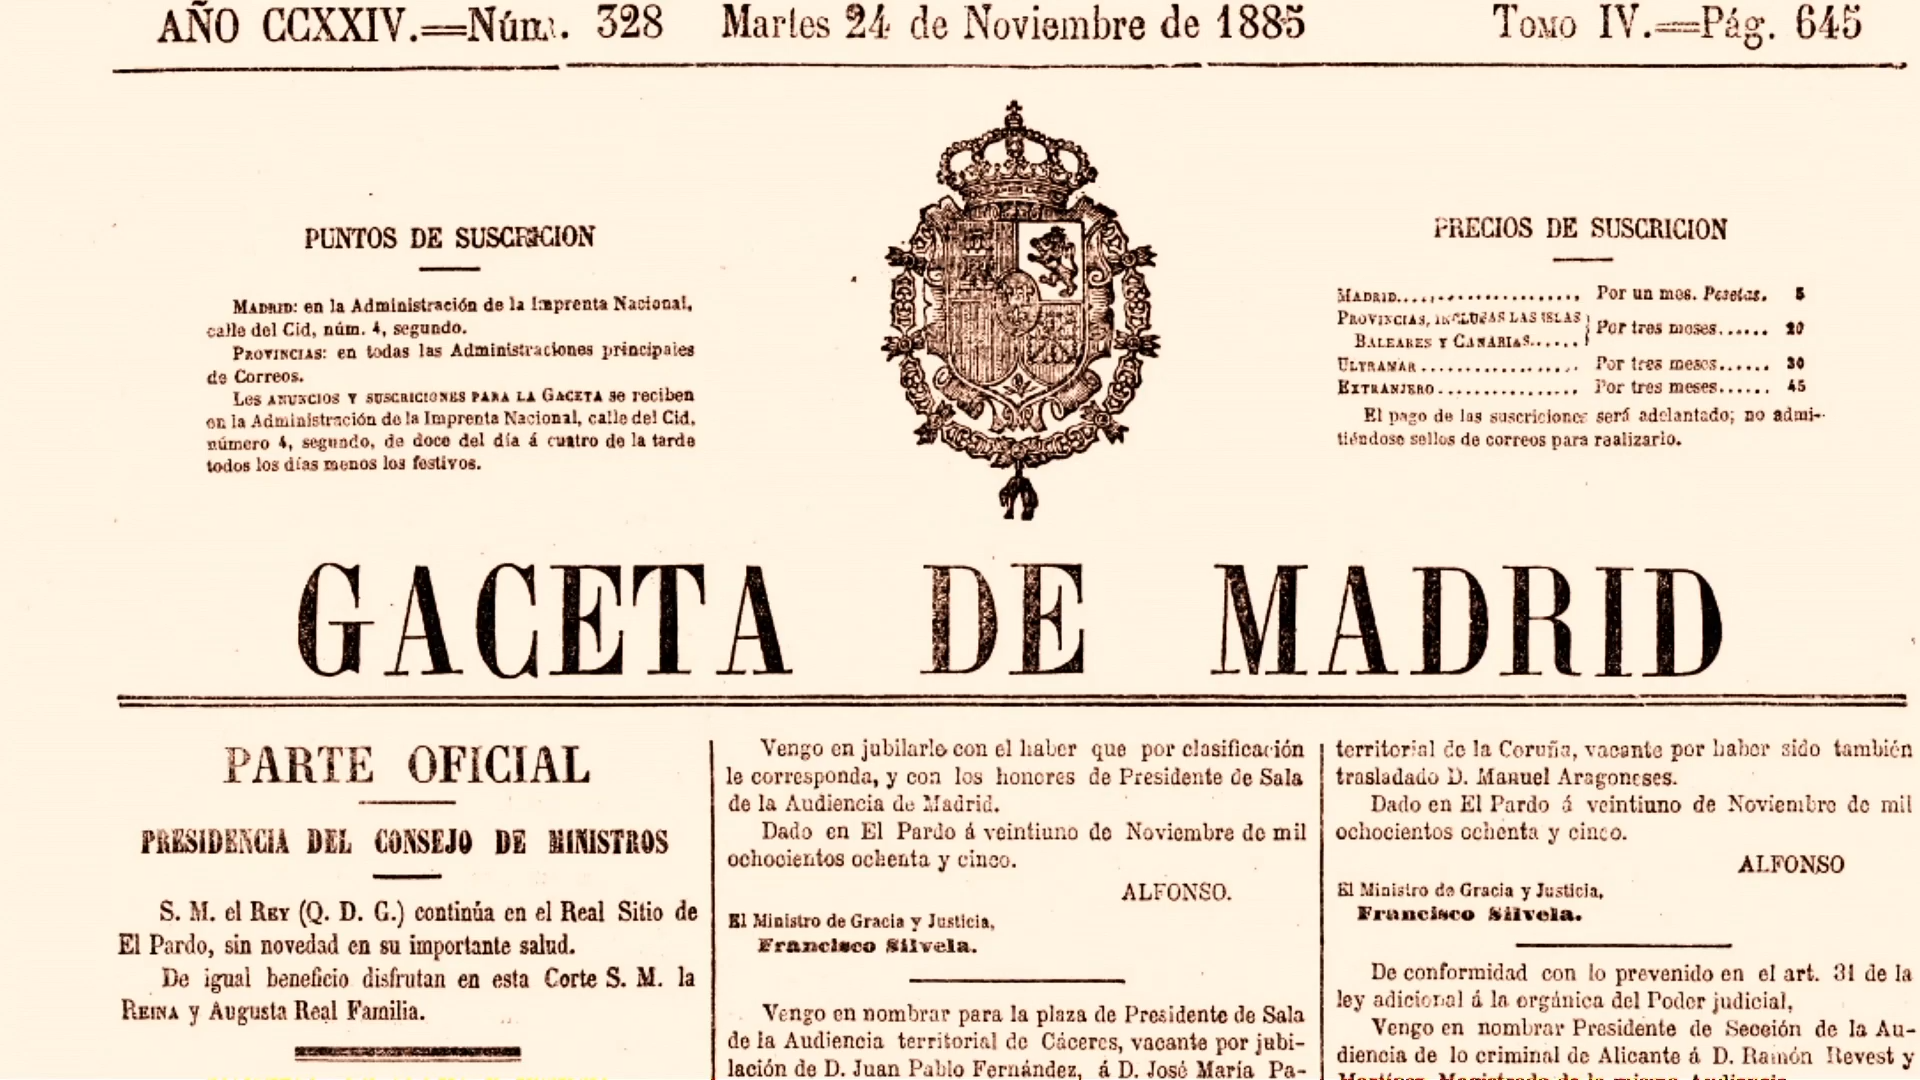 AÑO CCXXIV.=Núm. 328 Martes 24 de Noviembre de 1885 Tomo IV.=Pág. 645
PUNTOS DE SUSCRICION
MADRID: en la Administración de la Imprenta Nacional,
calle del Cid, núm. 4, segundo.
PROVINCIAS: en todas las Administraciones principales
de Correos.
LOS ANUNCIOS Y SUSCRICIONES PARA LA GACETA se reciben
en la Administración de la Imprenta Nacional, calle del Cid,
número 4, segundo, de doce del día á cuatro de la tarde
todos los días menos los festivos.
PRECIOS DE SUSCRICION
MADRID.................... Por un mes. Pesetas. 5
PROVINCIAS, INCLUSAS LAS ISLAS
BALEARES Y CANARIAS...... Por tres meses...... 20
ULTRAMAR .................. Por tres meses...... 30
EXTRANJERO................ Por tres meses...... 45
El pago de las suscriciones será adelantado; no admi-
tiéndose sellos de correos para realizarlo.
GACETA DE MADRID
PARTE OFICIAL
PRESIDENCIA DEL CONSEJO DE MINISTROS
S. M. el REY (Q. D. G.) continúa en el Real Sitio de
El Pardo, sin novedad en su importante salud.
De igual beneficio disfrutan en esta Corte S. M. la
REINA y Augusta Real Familia.
Vengo en jubilarle con el haber que por clasificación
le corresponda, y con los honores de Presidente de Sala
de la Audiencia de Madrid.
Dado en El Pardo á veintiuno de Noviembre de mil
ochocientos ochenta y cinco.
ALFONSO.
El Ministro de Gracia y Justicia,
Francisco Silvela.
Vengo en nombrar para la plaza de Presidente de Sala
de la Audiencia territorial de Cáceres, vacante por jubi-
lación de D. Juan Pablo Fernández, á D. José María Pa-
territorial de la Coruña, vacante por haber sido también
trasladado D. Manuel Aragoneses.
Dado en El Pardo á veintiuno de Noviembre de mil
ochocientos ochenta y cinco.
ALFONSO
El Ministro de Gracia y Justicia,
Francisco Silvela.
De conformidad con lo prevenido en el art. 31 de la
ley adicional á la orgánica del Poder judicial,
Vengo en nombrar Presidente de Sección de la Au-
diencia de lo criminal de Alicante á D. Ramón Revest y